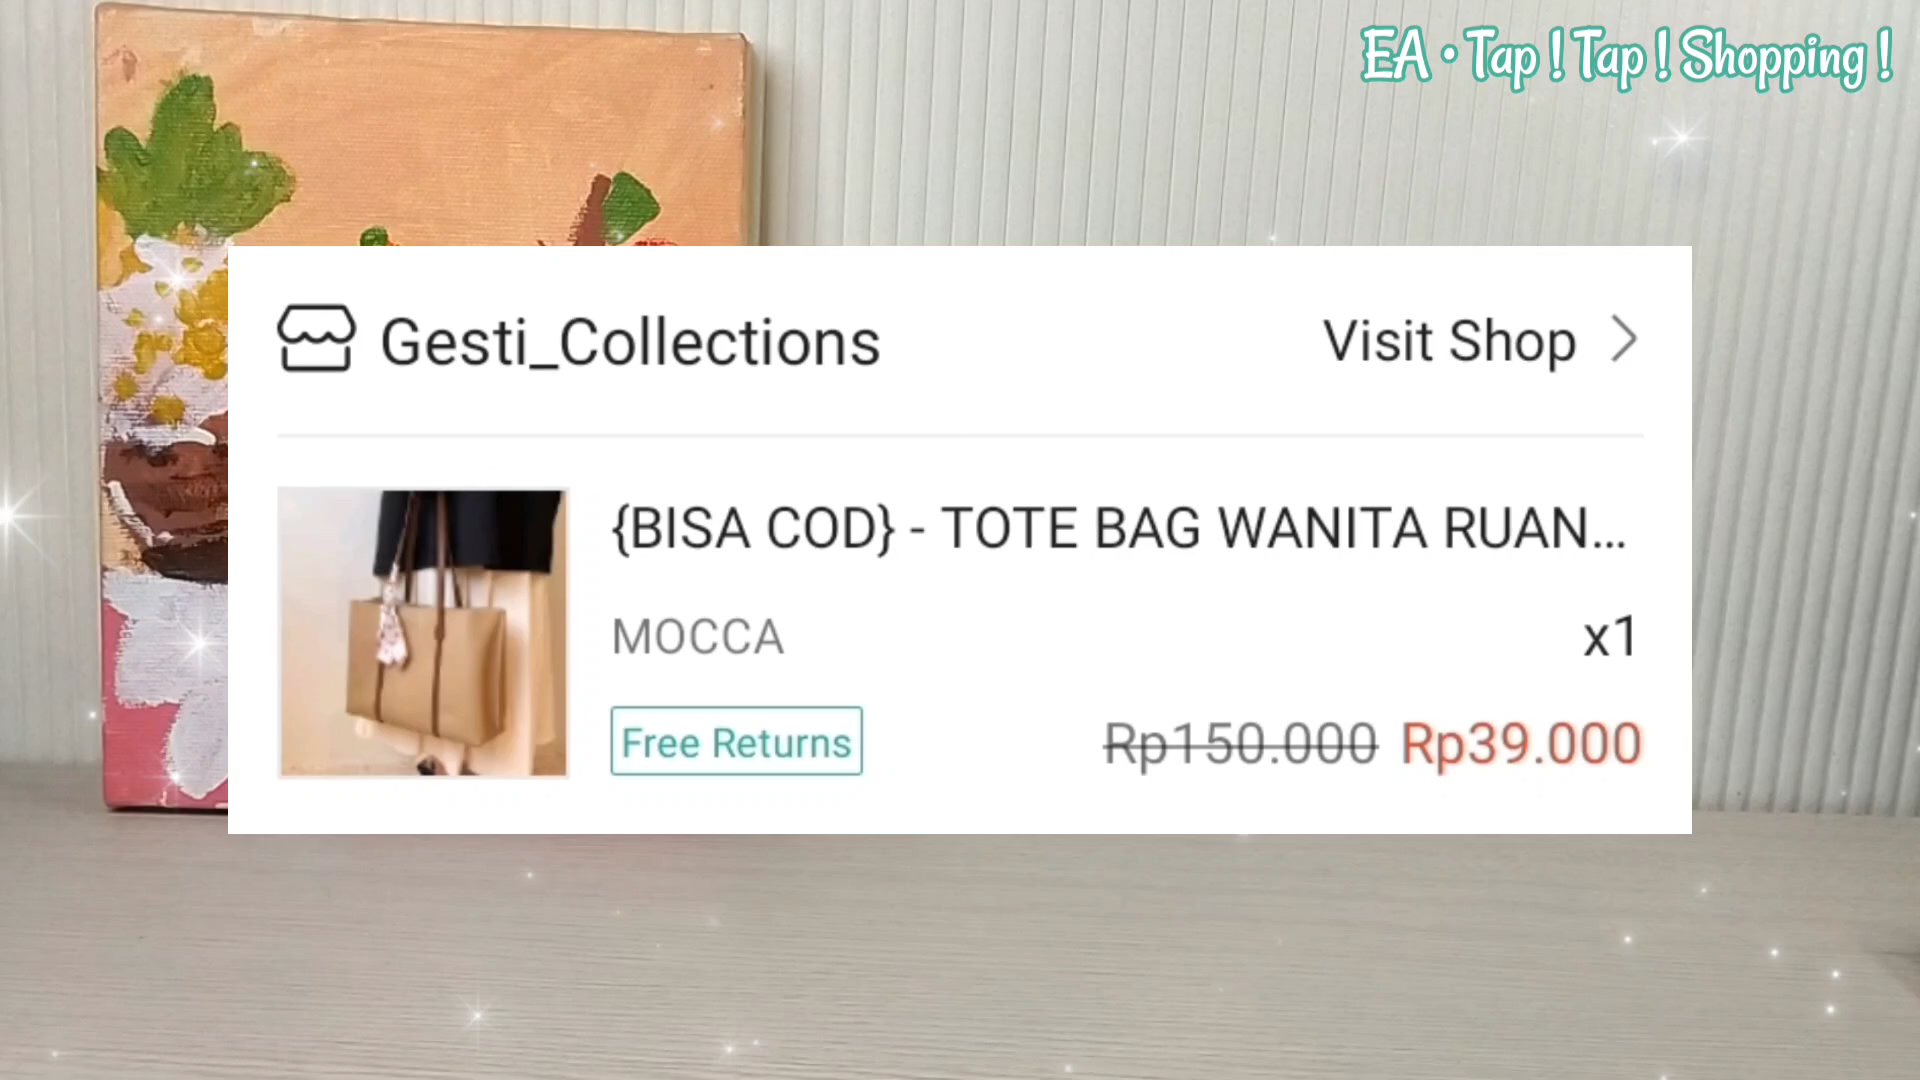 EA • Tap ! Tap ! Shopping !
Gesti_Collections
Visit Shop
{BISA COD} - TOTE BAG WANITA RUAN...
MOCCA
x1
Free Returns
Rp150.000 Rp39.000